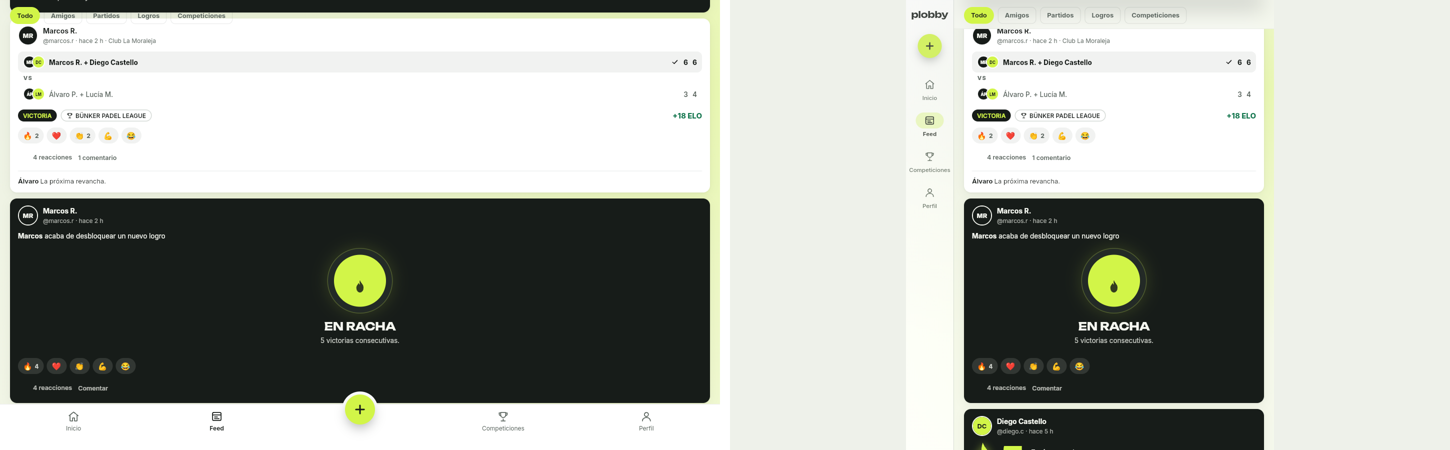 Todo Amigos Partidos Logros Competiciones
Marcos R.
@marcos.r · hace 2 h · Club La Moraleja
DC Marcos R. + Diego Castello ✓ 6 6
VS
LM Álvaro P. + Lucía M. 3 4
VICTORIA BÚNKER PADEL LEAGUE +18 ELO
🔥 2 ❤️ 👏 2 💪 😂
4 reacciones 1 comentario
Álvaro La próxima revancha.
MR Marcos R.
@marcos.r · hace 2 h
Marcos acaba de desbloquear un nuevo logro
EN RACHA
5 victorias consecutivas.
🔥 4 ❤️ 👏 💪 😂
4 reacciones Comentar
Inicio Feed + Competiciones Perfil
plobby
+
Inicio
Feed
Competiciones
Perfil
Todo Amigos Partidos Logros Competiciones
MR Marcos R.
@marcos.r · hace 2 h · Club La Moraleja
DC Marcos R. + Diego Castello ✓ 6 6
VS
LM Álvaro P. + Lucía M. 3 4
VICTORIA BÚNKER PADEL LEAGUE +18 ELO
🔥 2 ❤️ 👏 2 💪 😂
4 reacciones 1 comentario
Álvaro La próxima revancha.
MR Marcos R.
@marcos.r · hace 2 h
Marcos acaba de desbloquear un nuevo logro
EN RACHA
5 victorias consecutivas.
🔥 4 ❤️ 👏 💪 😂
4 reacciones Comentar
DC Diego Castello
@diego.c · hace 5 h